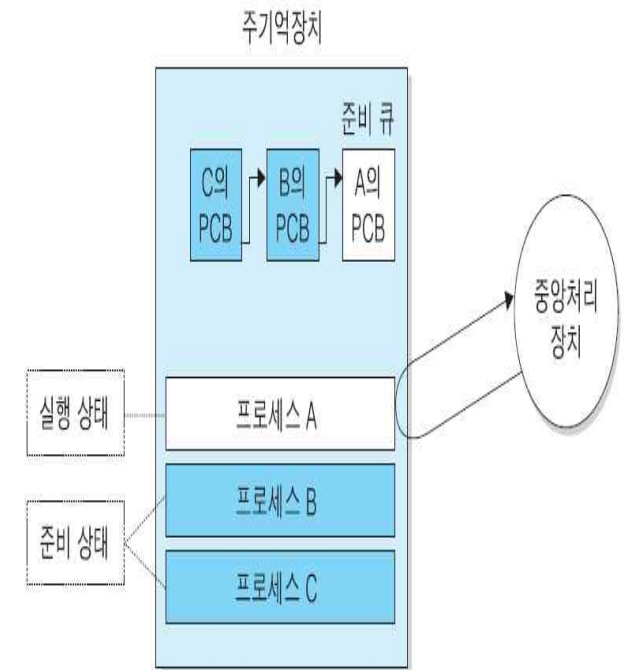 주기억장치
준비 큐
C의
PCB
B의
PCB
A의
PCB
중앙처리
장치
실행 상태
프로세스 A
프로세스 B
준비 상태
프로세스 C